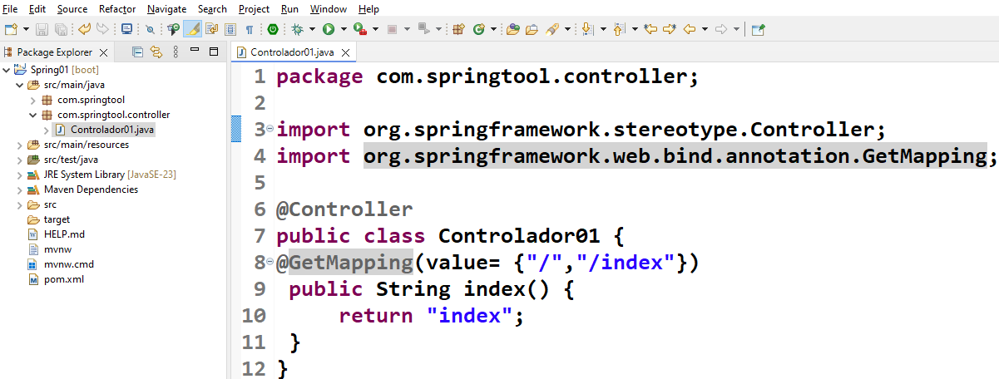 File Edit Source Refactor Navigate Search Project Run Window Help
Package Explorer
Spring01 [boot]
src/main/java
com.springtool
com.springtool.controller
Controlador01.java
src/main/resources
src/test/java
JRE System Library [JavaSE-23]
Maven Dependencies
src
target
HELP.md
mvnw
mvnw.cmd
pom.xml
Controlador01.java
1 package com.springtool.controller;
2
3 import org.springframework.stereotype.Controller;
4 import org.springframework.web.bind.annotation.GetMapping;
5
6 @Controller
7 public class Controlador01 {
8 @GetMapping(value= {"/","/index"})
9 public String index() {
10 return "index";
11 }
12 }